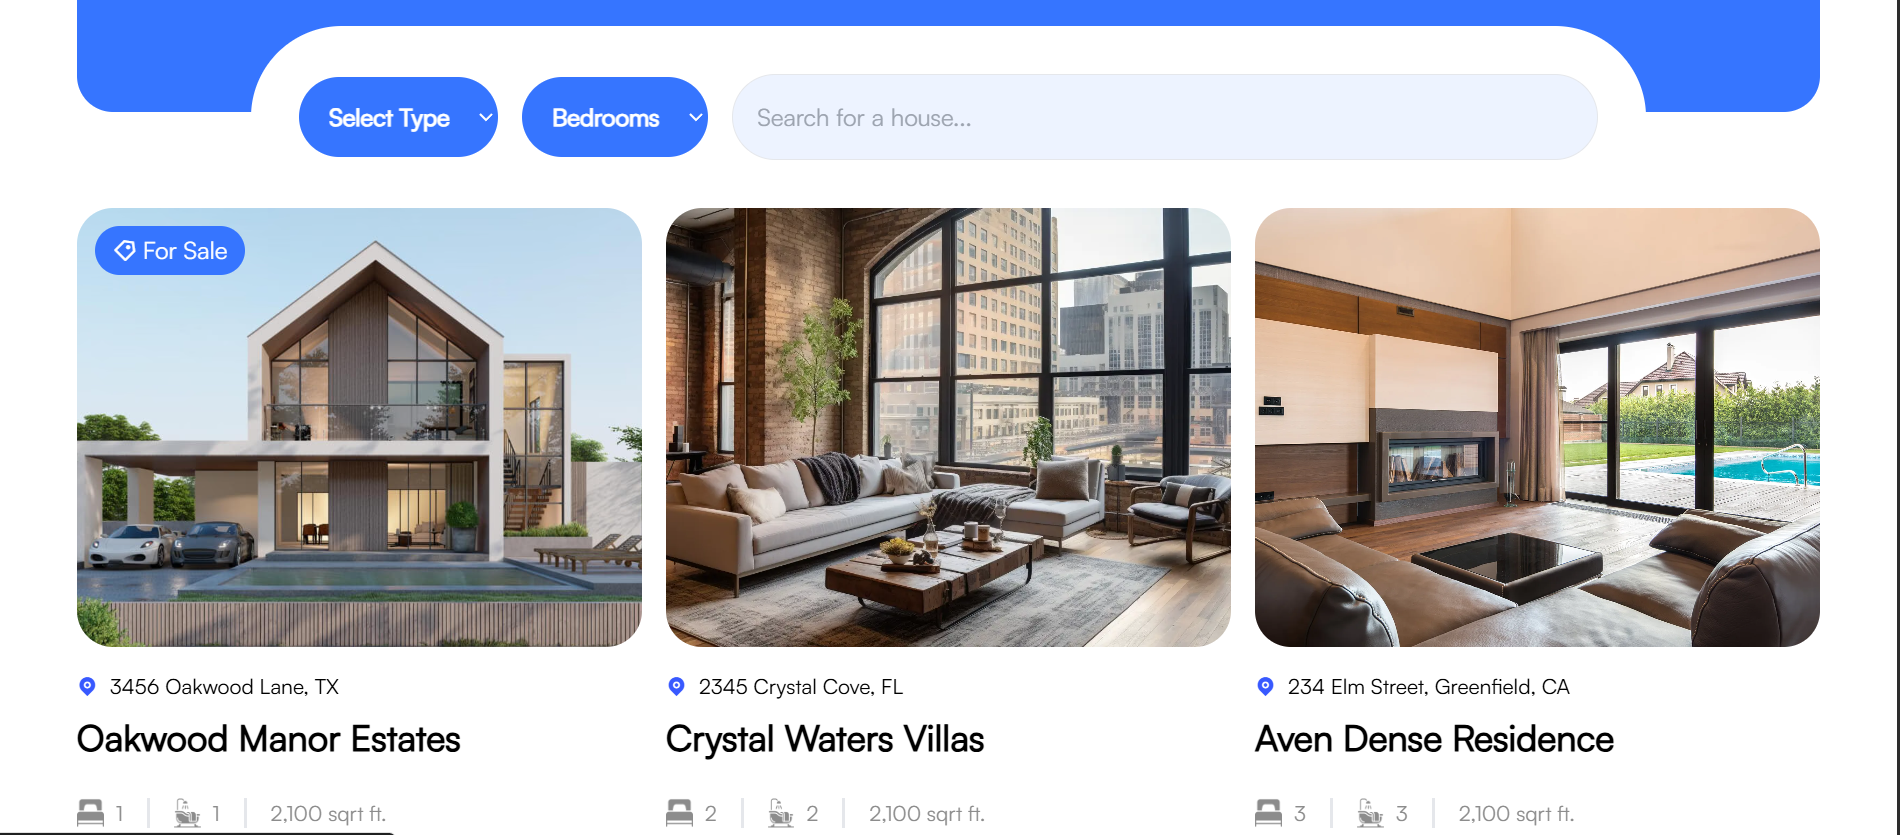 Select Type
Bedrooms
Search for a house...
For Sale
3456 Oakwood Lane, TX
Oakwood Manor Estates
1 1 2,100 sqrt ft.
2345 Crystal Cove, FL
Crystal Waters Villas
2 2 2,100 sqrt ft.
234 Elm Street, Greenfield, CA
Aven Dense Residence
3 3 2,100 sqrt ft.